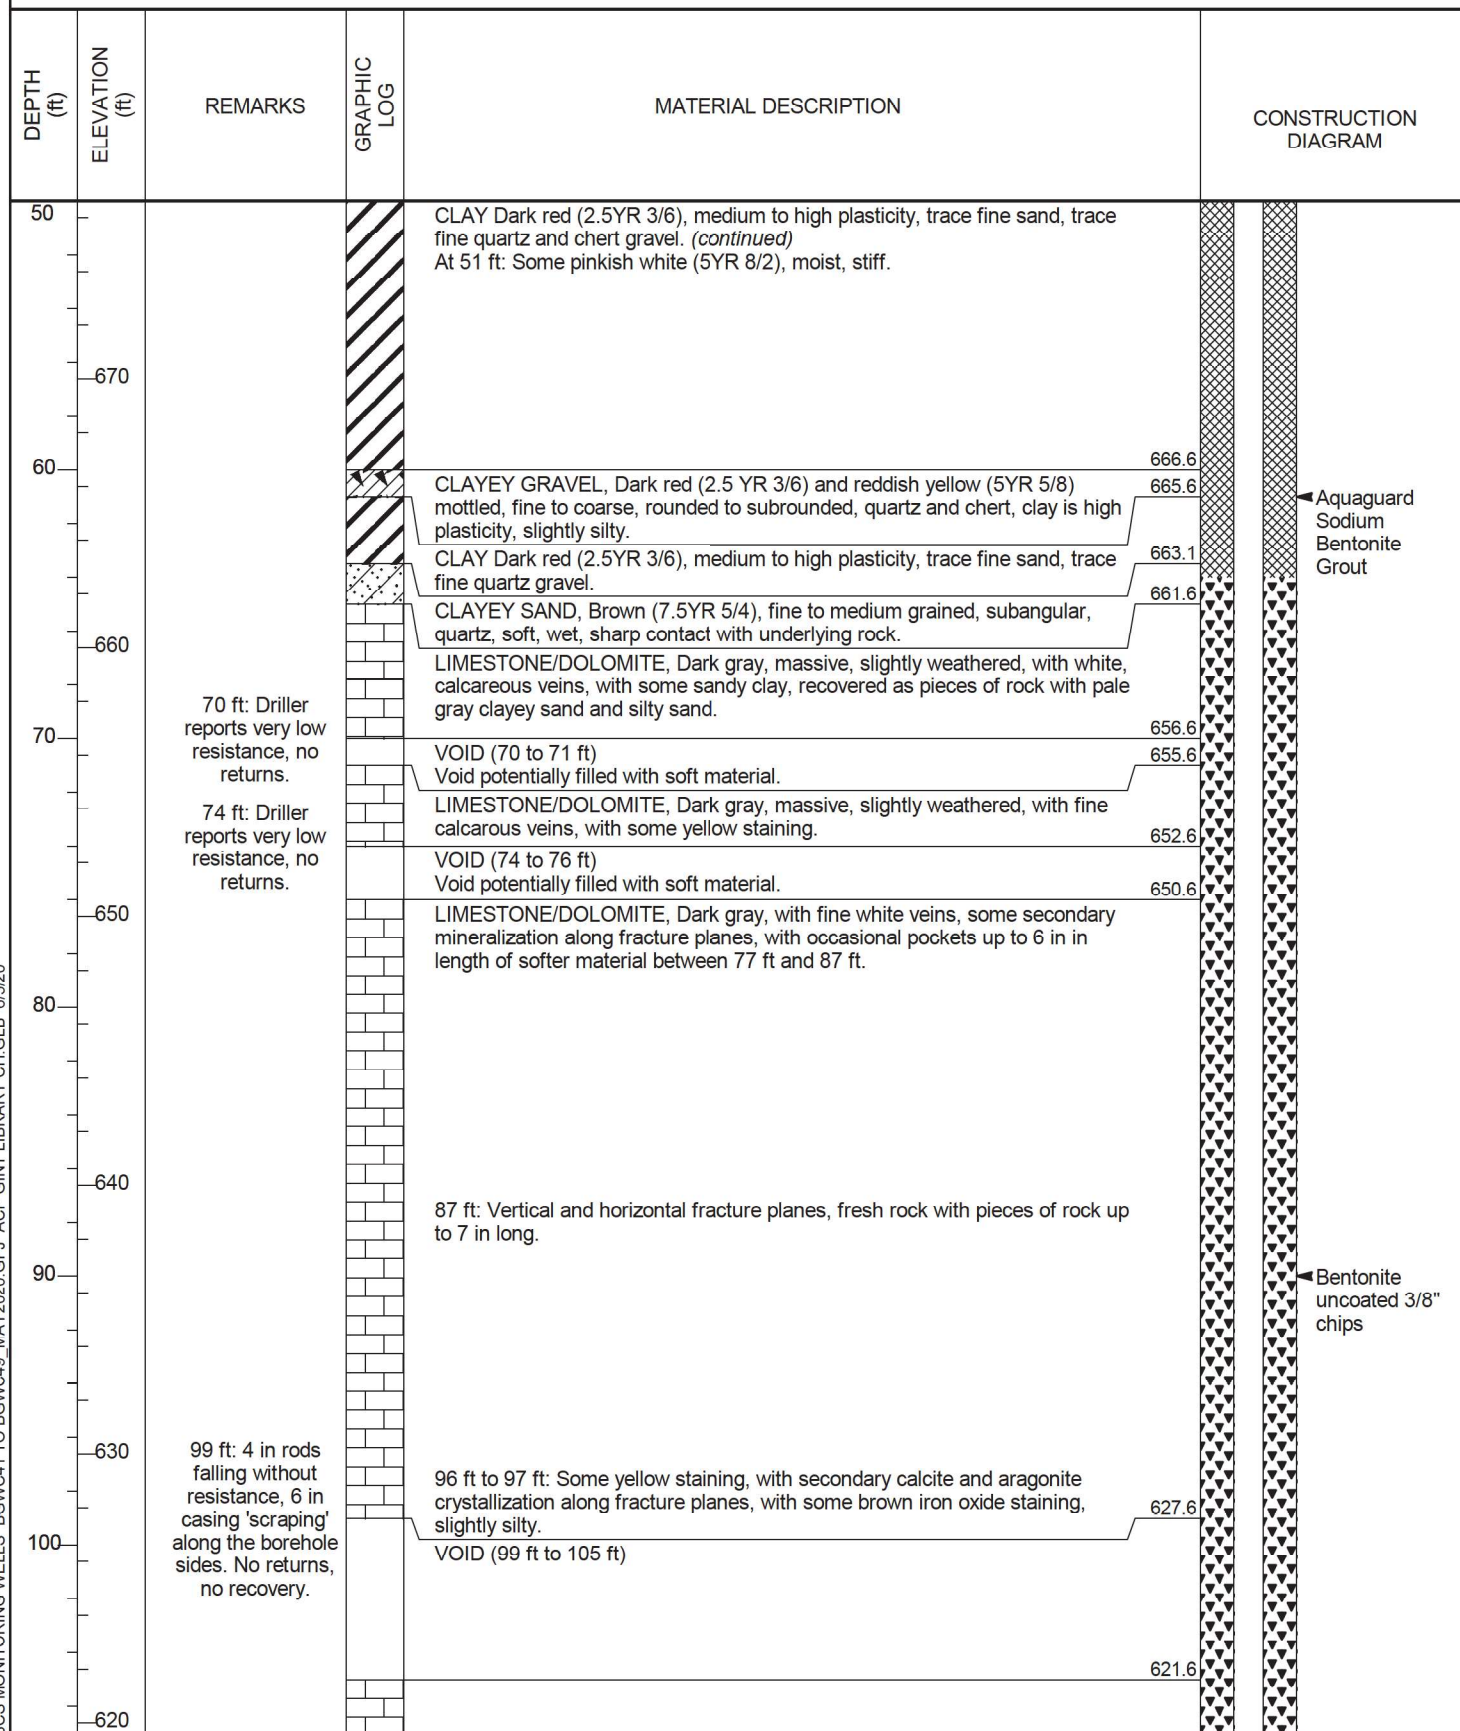 DEPTH
(ft)
ELEVATION
(ft)
REMARKS
GRAPHIC
LOG
MATERIAL DESCRIPTION
CONSTRUCTION
DIAGRAM
50
CLAY Dark red (2.5YR 3/6), medium to high plasticity, trace fine sand, trace
fine quartz and chert gravel. (continued)
At 51 ft: Some pinkish white (5YR 8/2), moist, stiff.
670
60
666.6
CLAYEY GRAVEL, Dark red (2.5 YR 3/6) and reddish yellow (5YR 5/8)
mottled, fine to coarse, rounded to subrounded, quartz and chert, clay is high
plasticity, slightly silty.
665.6
Aquaguard
Sodium
Bentonite
Grout
CLAY Dark red (2.5YR 3/6), medium to high plasticity, trace fine sand, trace
fine quartz gravel.
663.1
661.6
CLAYEY SAND, Brown (7.5YR 5/4), fine to medium grained, subangular,
quartz, soft, wet, sharp contact with underlying rock.
660
LIMESTONE/DOLOMITE, Dark gray, massive, slightly weathered, with white,
calcareous veins, with some sandy clay, recovered as pieces of rock with pale
gray clayey sand and silty sand.
70 ft: Driller
reports very low
resistance, no
returns.
70
656.6
VOID (70 to 71 ft)
Void potentially filled with soft material.
655.6
74 ft: Driller
reports very low
resistance, no
returns.
LIMESTONE/DOLOMITE, Dark gray, massive, slightly weathered, with fine
calcarous veins, with some yellow staining.
652.6
VOID (74 to 76 ft)
Void potentially filled with soft material.
650.6
650
LIMESTONE/DOLOMITE, Dark gray, with fine white veins, some secondary
mineralization along fracture planes, with occasional pockets up to 6 in in
length of softer material between 77 ft and 87 ft.
80
640
87 ft: Vertical and horizontal fracture planes, fresh rock with pieces of rock up
to 7 in long.
90
Bentonite
uncoated 3/8"
chips
630
99 ft: 4 in rods
falling without
resistance, 6 in
casing 'scraping'
along the borehole
sides. No returns,
no recovery.
96 ft to 97 ft: Some yellow staining, with secondary calcite and aragonite
crystallization along fracture planes, with some brown iron oxide staining,
slightly silty.
627.6
100
VOID (99 ft to 105 ft)
621.6
620